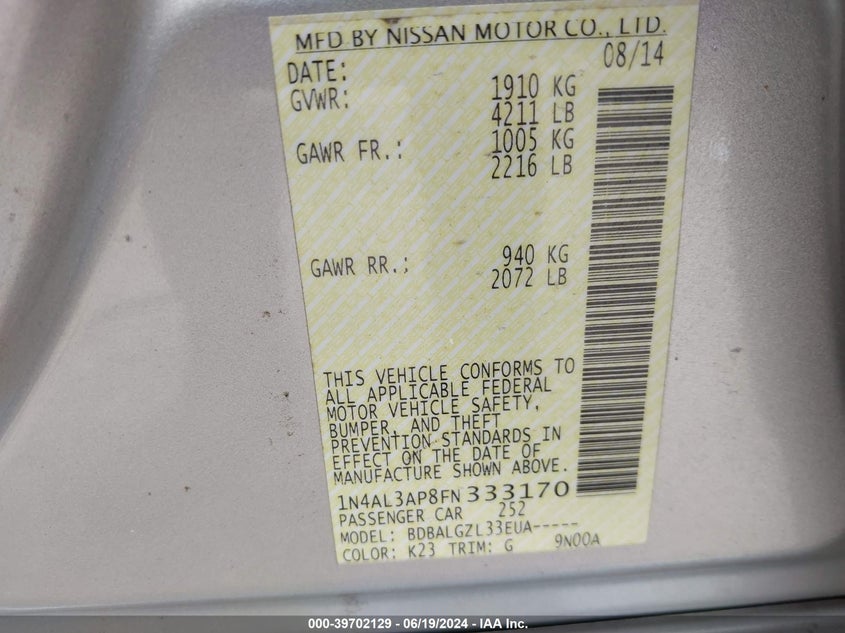 MFD BY NISSAN MOTOR CO., LTD.
DATE: 08/14
GVWR: 1910 KG
4211 LB
GAWR FR.: 1005 KG
2216 LB
GAWR RR.: 940 KG
2072 LB
THIS VEHICLE CONFORMS TO
ALL APPLICABLE FEDERAL
MOTOR VEHICLE SAFETY,
BUMPER, AND THEFT
PREVENTION STANDARDS IN
EFFECT ON THE DATE OF
MANUFACTURE SHOWN ABOVE.
1N4AL3AP8FN333170
PASSENGER CAR 252
MODEL: BDBALGZL33EUA-----
COLOR: K23 TRIM: G 9N00A
000-39702129 - 06/19/2024 - IAA Inc.